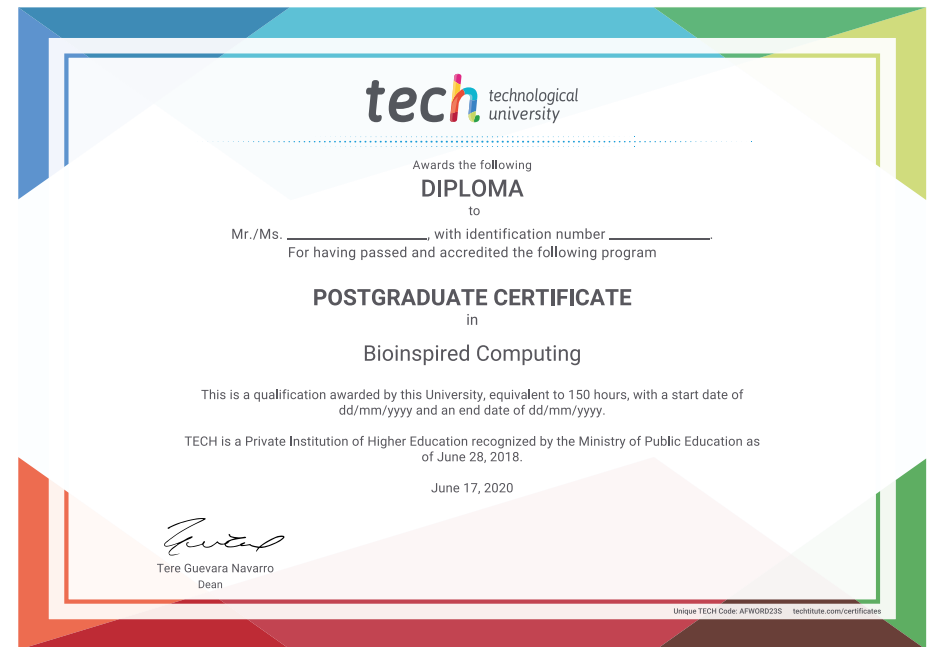 tech technological
university
Awards the following
DIPLOMA
to
Mr./Ms. ____________________, with identification number ______________.
For having passed and accredited the following program
POSTGRADUATE CERTIFICATE
in
Bioinspired Computing
This is a qualification awarded by this University, equivalent to 150 hours, with a start date of
dd/mm/yyyy and an end date of dd/mm/yyyy.
TECH is a Private Institution of Higher Education recognized by the Ministry of Public Education as
of June 28, 2018.
June 17, 2020
Tere Guevara Navarro
Dean
Unique TECH Code: AFWORD23S techtitute.com/certificates